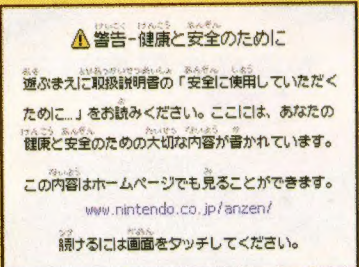 警告-健康と安全のために
遊ぶまえに取扱説明書の「安全に使用していただく
ために…」をお読みください。ここには、あなたの
健康と安全のための大切な内容が書かれています。
この内容はホームページでも見ることができます。
www.nintendo.co.jp/anzen/
続けるには画面をタッチしてください。